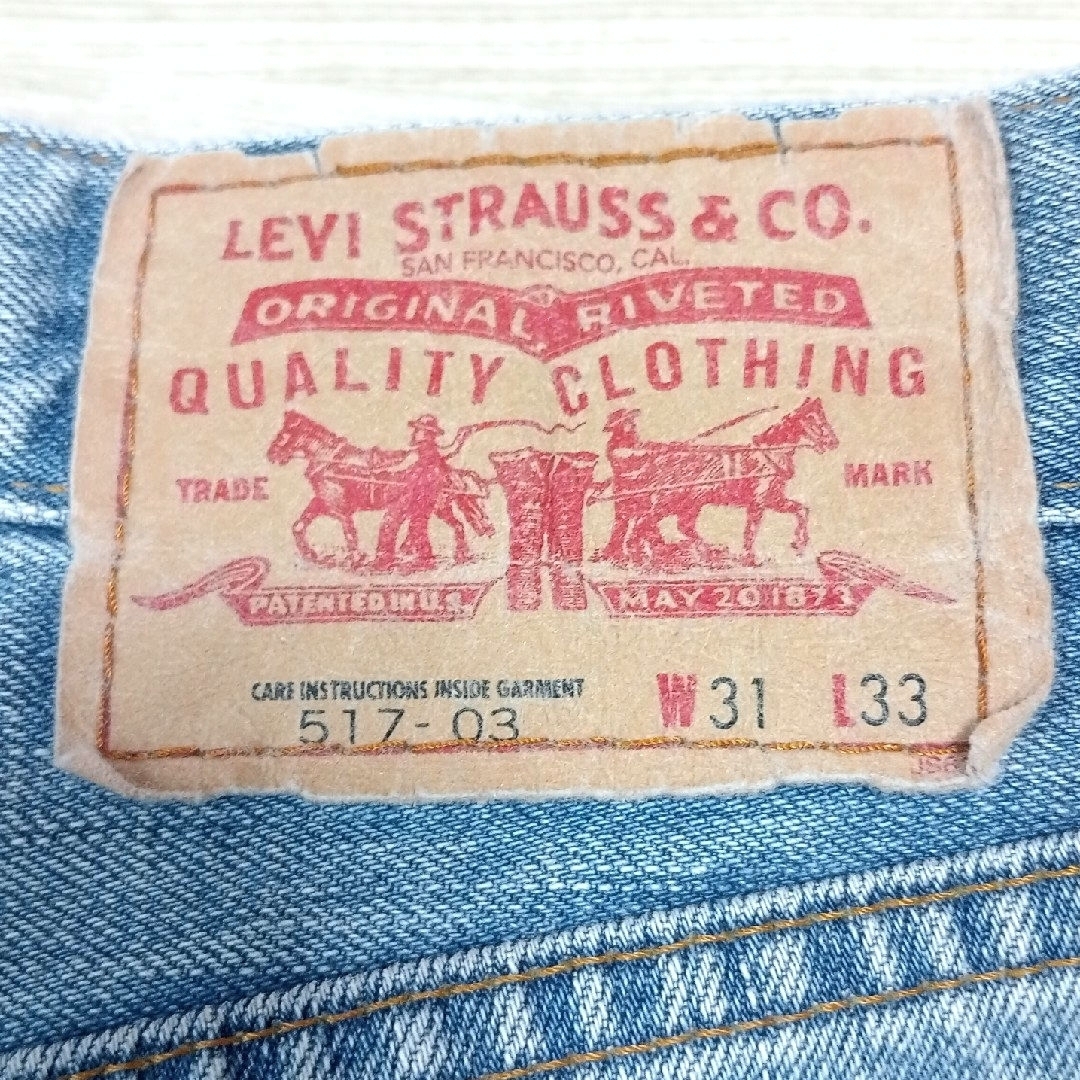 LEVI STRAUSS & CO.
SAN FRANCISCO, CAL.
ORIGINAL RIVETED
QUALITY CLOTHING
TRADE MARK
PATENTED IN U.S. MAY 20 1873
CARE INSTRUCTIONS INSIDE GARMENT
517-03 W31 L33